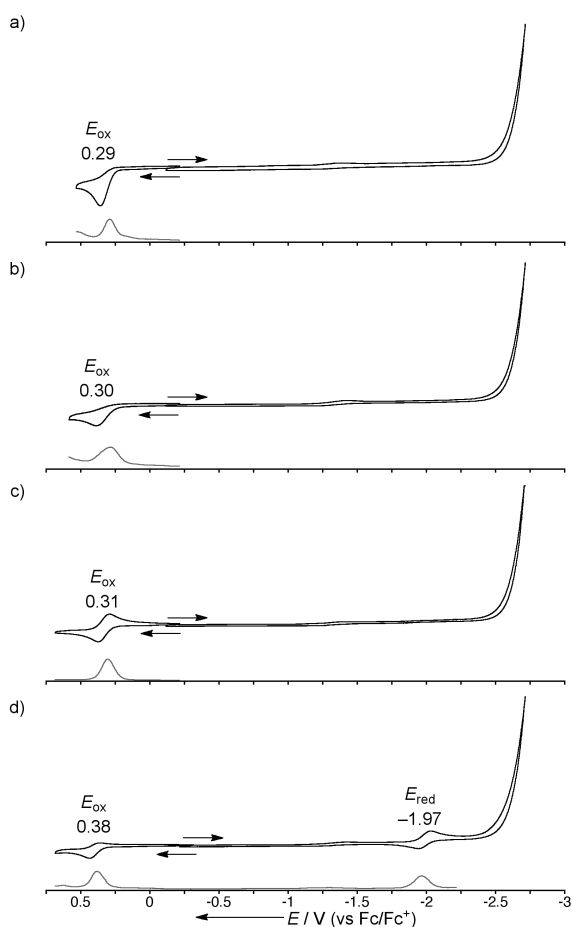 a)
E_ox
0.29
b)
E_ox
0.30
c)
E_ox
0.31
d)
E_ox
0.38
E_red
–1.97
0.5 0 -0.5 -1 -1.5 -2 -2.5 -3
E / V (vs Fc/Fc⁺)